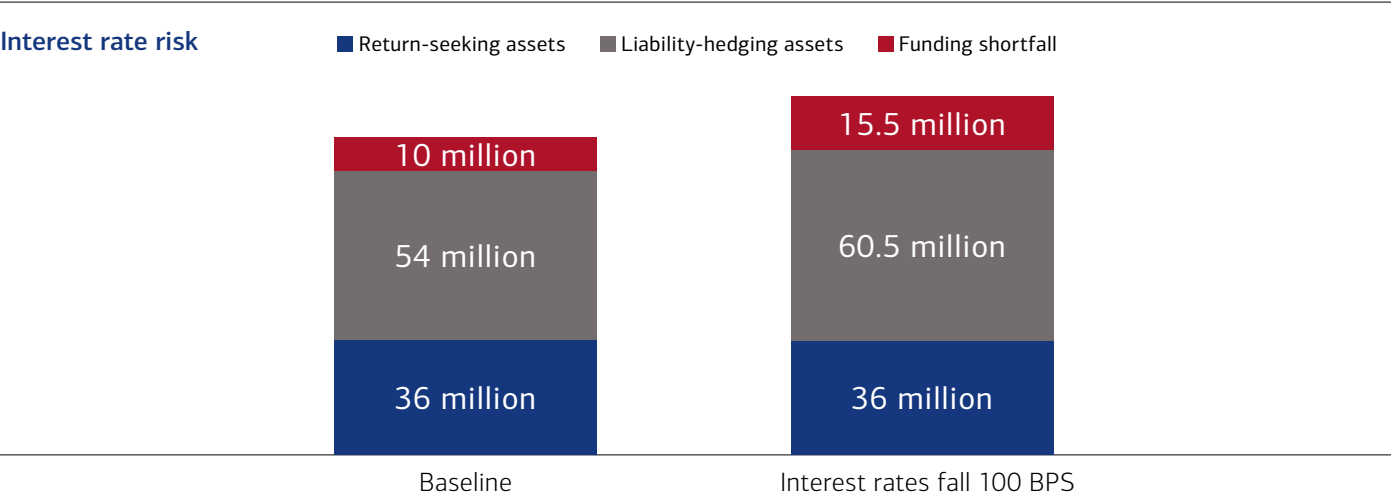 Interest rate risk
Return-seeking assets Liability-hedging assets Funding shortfall
10 million
54 million
36 million
15.5 million
60.5 million
36 million
Baseline
Interest rates fall 100 BPS